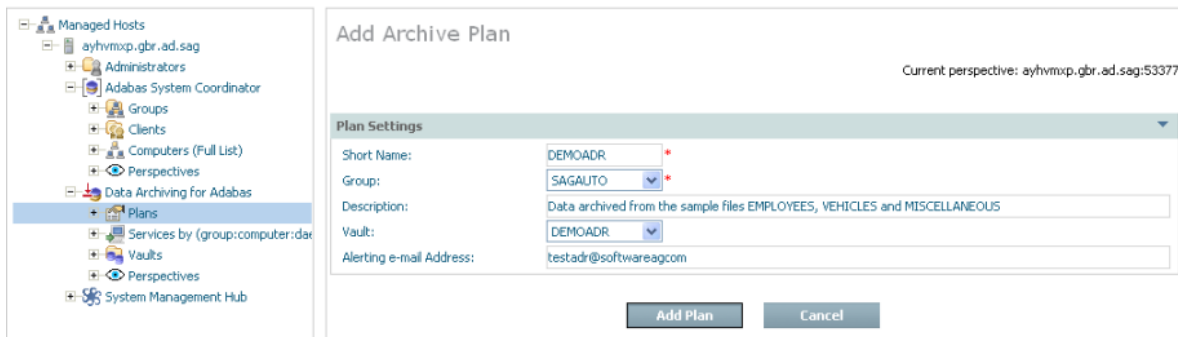 Managed Hosts
ayhvmxp.gbr.ad.sag
Administrators
Adabas System Coordinator
Groups
Clients
Computers (Full List)
Perspectives
Data Archiving for Adabas
Plans
Services by (group:computer:dae
Vaults
Perspectives
System Management Hub
Add Archive Plan
Current perspective: ayhvmxp.gbr.ad.sag:53377
Plan Settings
Short Name: DEMOADR *
Group: SAGAUTO *
Description: Data archived from the sample files EMPLOYEES, VEHICLES and MISCELLANEOUS
Vault: DEMOADR
Alerting e-mail Address: testadr@softwareagcom
Add Plan Cancel